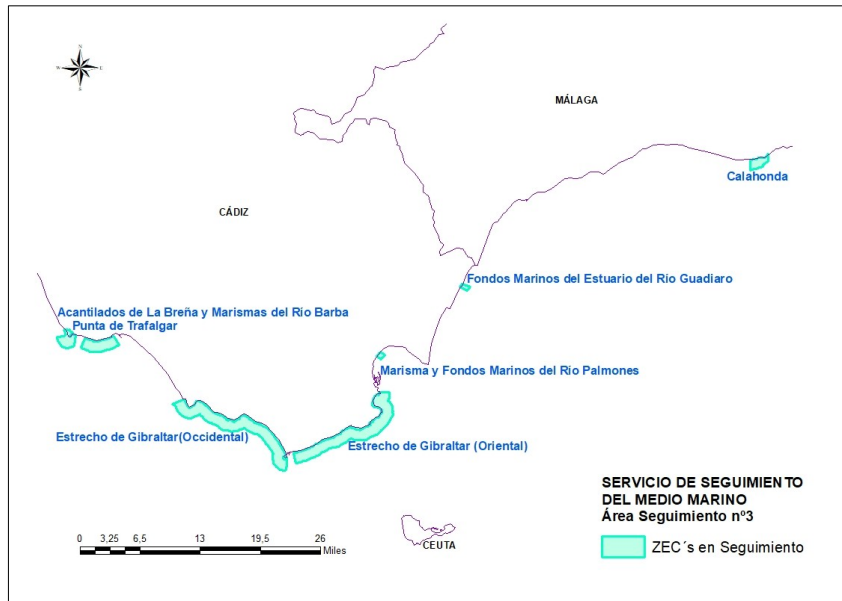 N
W E
S
MÁLAGA
Calahonda
CÁDIZ
Fondos Marinos del Estuario del Río Guadiaro
Acantilados de La Breña y Marismas del Río Barba
Punta de Trafalgar
Marisma y Fondos Marinos del Río Palmones
Estrecho de Gibraltar(Occidental)
Estrecho de Gibraltar (Oriental)
SERVICIO DE SEGUIMIENTO
DEL MEDIO MARINO
Área Seguimiento nº3
ZEC´s en Seguimiento
0 3,25 6,5 13 19,5 26
Miles
CEUTA